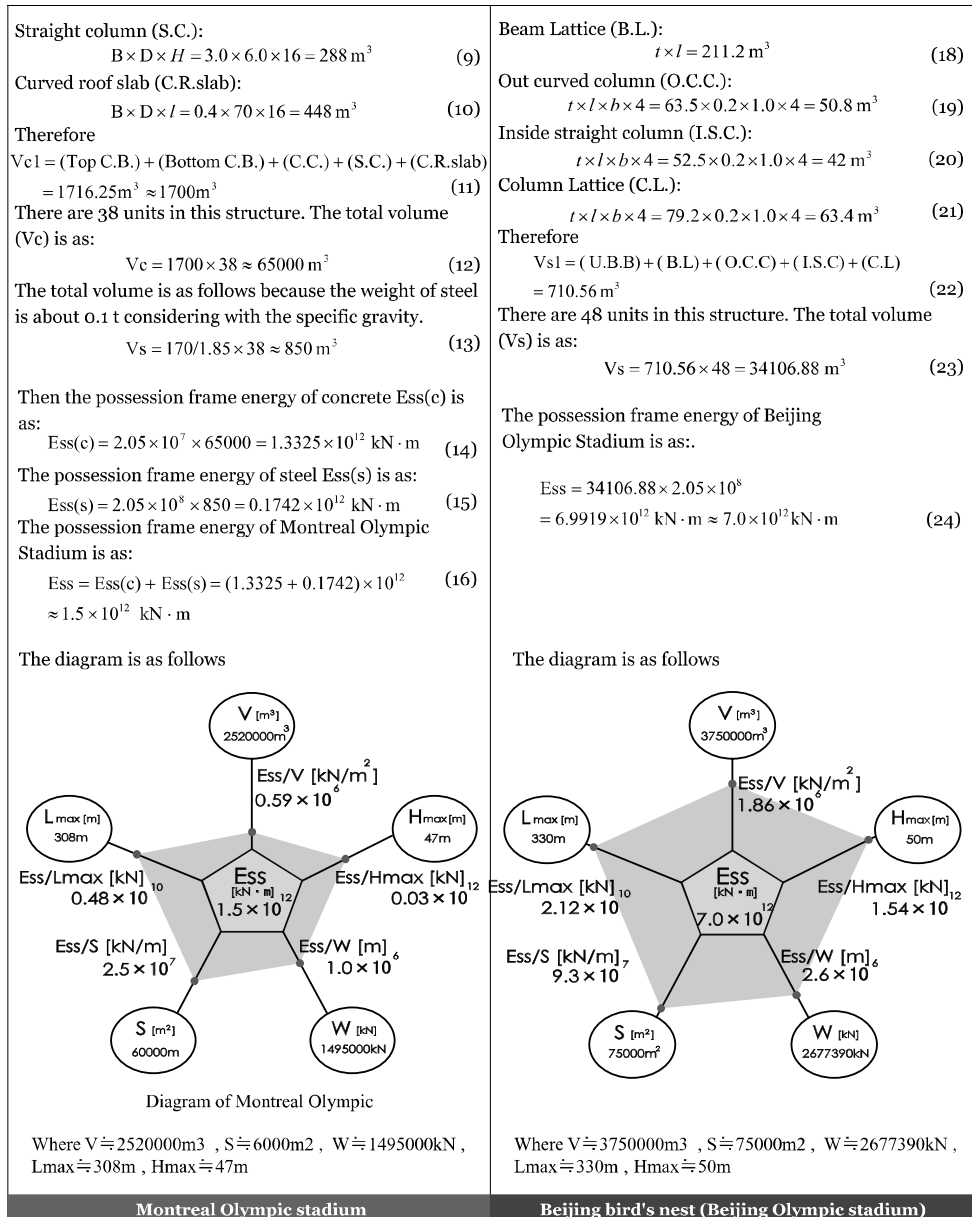 Straight column (S.C.):
B × D × H = 3.0 × 6.0 × 16 = 288 m³ (9)
Curved roof slab (C.R.slab):
B × D × l = 0.4 × 70 × 16 = 448 m³ (10)
Therefore
Vc1 = (Top C.B.) + (Bottom C.B.) + (C.C.) + (S.C.) + (C.R.slab)
= 1716.25m³ ≈1700m³ (11)
There are 38 units in this structure. The total volume
(Vc) is as:
Vc = 1700 × 38 ≈ 65000 m³ (12)
The total volume is as follows because the weight of steel
is about 0.1 t considering with the specific gravity.
Vs = 170/1.85 × 38 ≈ 850 m³ (13)
Then the possession frame energy of concrete Ess(c) is
as:
Ess(c) = 2.05 × 10⁷ × 65000 = 1.3325 × 10¹² kN · m (14)
The possession frame energy of steel Ess(s) is as:
Ess(s) = 2.05 × 10⁸ × 850 = 0.1742 × 10¹² kN · m (15)
The possession frame energy of Montreal Olympic
Stadium is as:
Ess = Ess(c) + Ess(s) = (1.3325 + 0.1742) × 10¹² (16)
≈ 1.5 × 10¹² kN · m
The diagram is as follows
V [m³]
2520000m³
Ess/V [kN/m²]
0.59 × 10⁶
Lmax [m]
308m
Hmax [m]
47m
Ess/Lmax [kN]
0.48 × 10¹⁰
Ess
[kN · m]
1.5 × 10¹²
Ess/Hmax [kN]
0.03 × 10¹²
Ess/S [kN/m]
2.5 × 10⁷
Ess/W [m]
1.0 × 10⁶
S [m²]
60000m
W [kN]
1495000kN
Diagram of Montreal Olympic
Where V≒2520000m3 , S≒6000m2 , W≒1495000kN ,
Lmax≒308m , Hmax≒47m
Montreal Olympic stadium
Beam Lattice (B.L.):
t × l = 211.2 m³ (18)
Out curved column (O.C.C.):
t × l × b × 4 = 63.5 × 0.2 × 1.0 × 4 = 50.8 m³ (19)
Inside straight column (I.S.C.):
t × l × b × 4 = 52.5 × 0.2 × 1.0 × 4 = 42 m³ (20)
Column Lattice (C.L.):
t × l × b × 4 = 79.2 × 0.2 × 1.0 × 4 = 63.4 m³ (21)
Therefore
Vs1 = ( U.B.B) + (B.L) + (O.C.C) + (I.S.C) + (C.L)
= 710.56 m³ (22)
There are 48 units in this structure. The total volume
(Vs) is as:
Vs = 710.56 × 48 = 34106.88 m³ (23)
The possession frame energy of Beijing
Olympic Stadium is as:.
Ess = 34106.88 × 2.05 × 10⁸
= 6.9919 × 10¹² kN · m ≈ 7.0 × 10¹² kN · m (24)
The diagram is as follows
V [m³]
3750000m³
Ess/V [kN/m²]
1.86 × 10⁶
Lmax [m]
330m
Hmax [m]
50m
Ess/Lmax [kN]
2.12 × 10¹⁰
Ess
[kN · m]
7.0 × 10¹²
Ess/Hmax [kN]
1.54 × 10¹²
Ess/S [kN/m]
9.3 × 10⁷
Ess/W [m]
2.6 × 10⁶
S [m²]
75000m²
W [kN]
2677390kN
Where V≒3750000m3 , S≒75000m2 , W≒2677390kN ,
Lmax≒330m , Hmax≒50m
Beijing bird's nest (Beijing Olympic stadium)